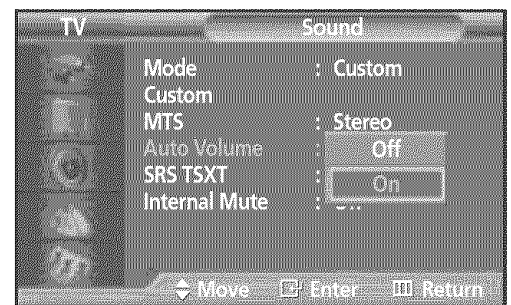 TV Sound
Mode : Custom
Custom
MTS : Stereo
Auto Volume : Off
SRS TSXT : On
Internal Mute :
Move Enter Return